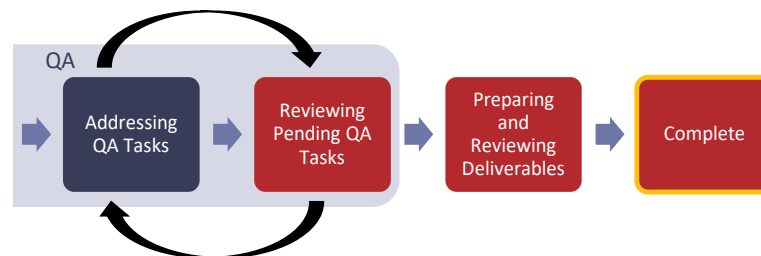 QA
Addressing
QA Tasks
Reviewing
Pending QA
Tasks
Preparing
and
Reviewing
Deliverables
Complete